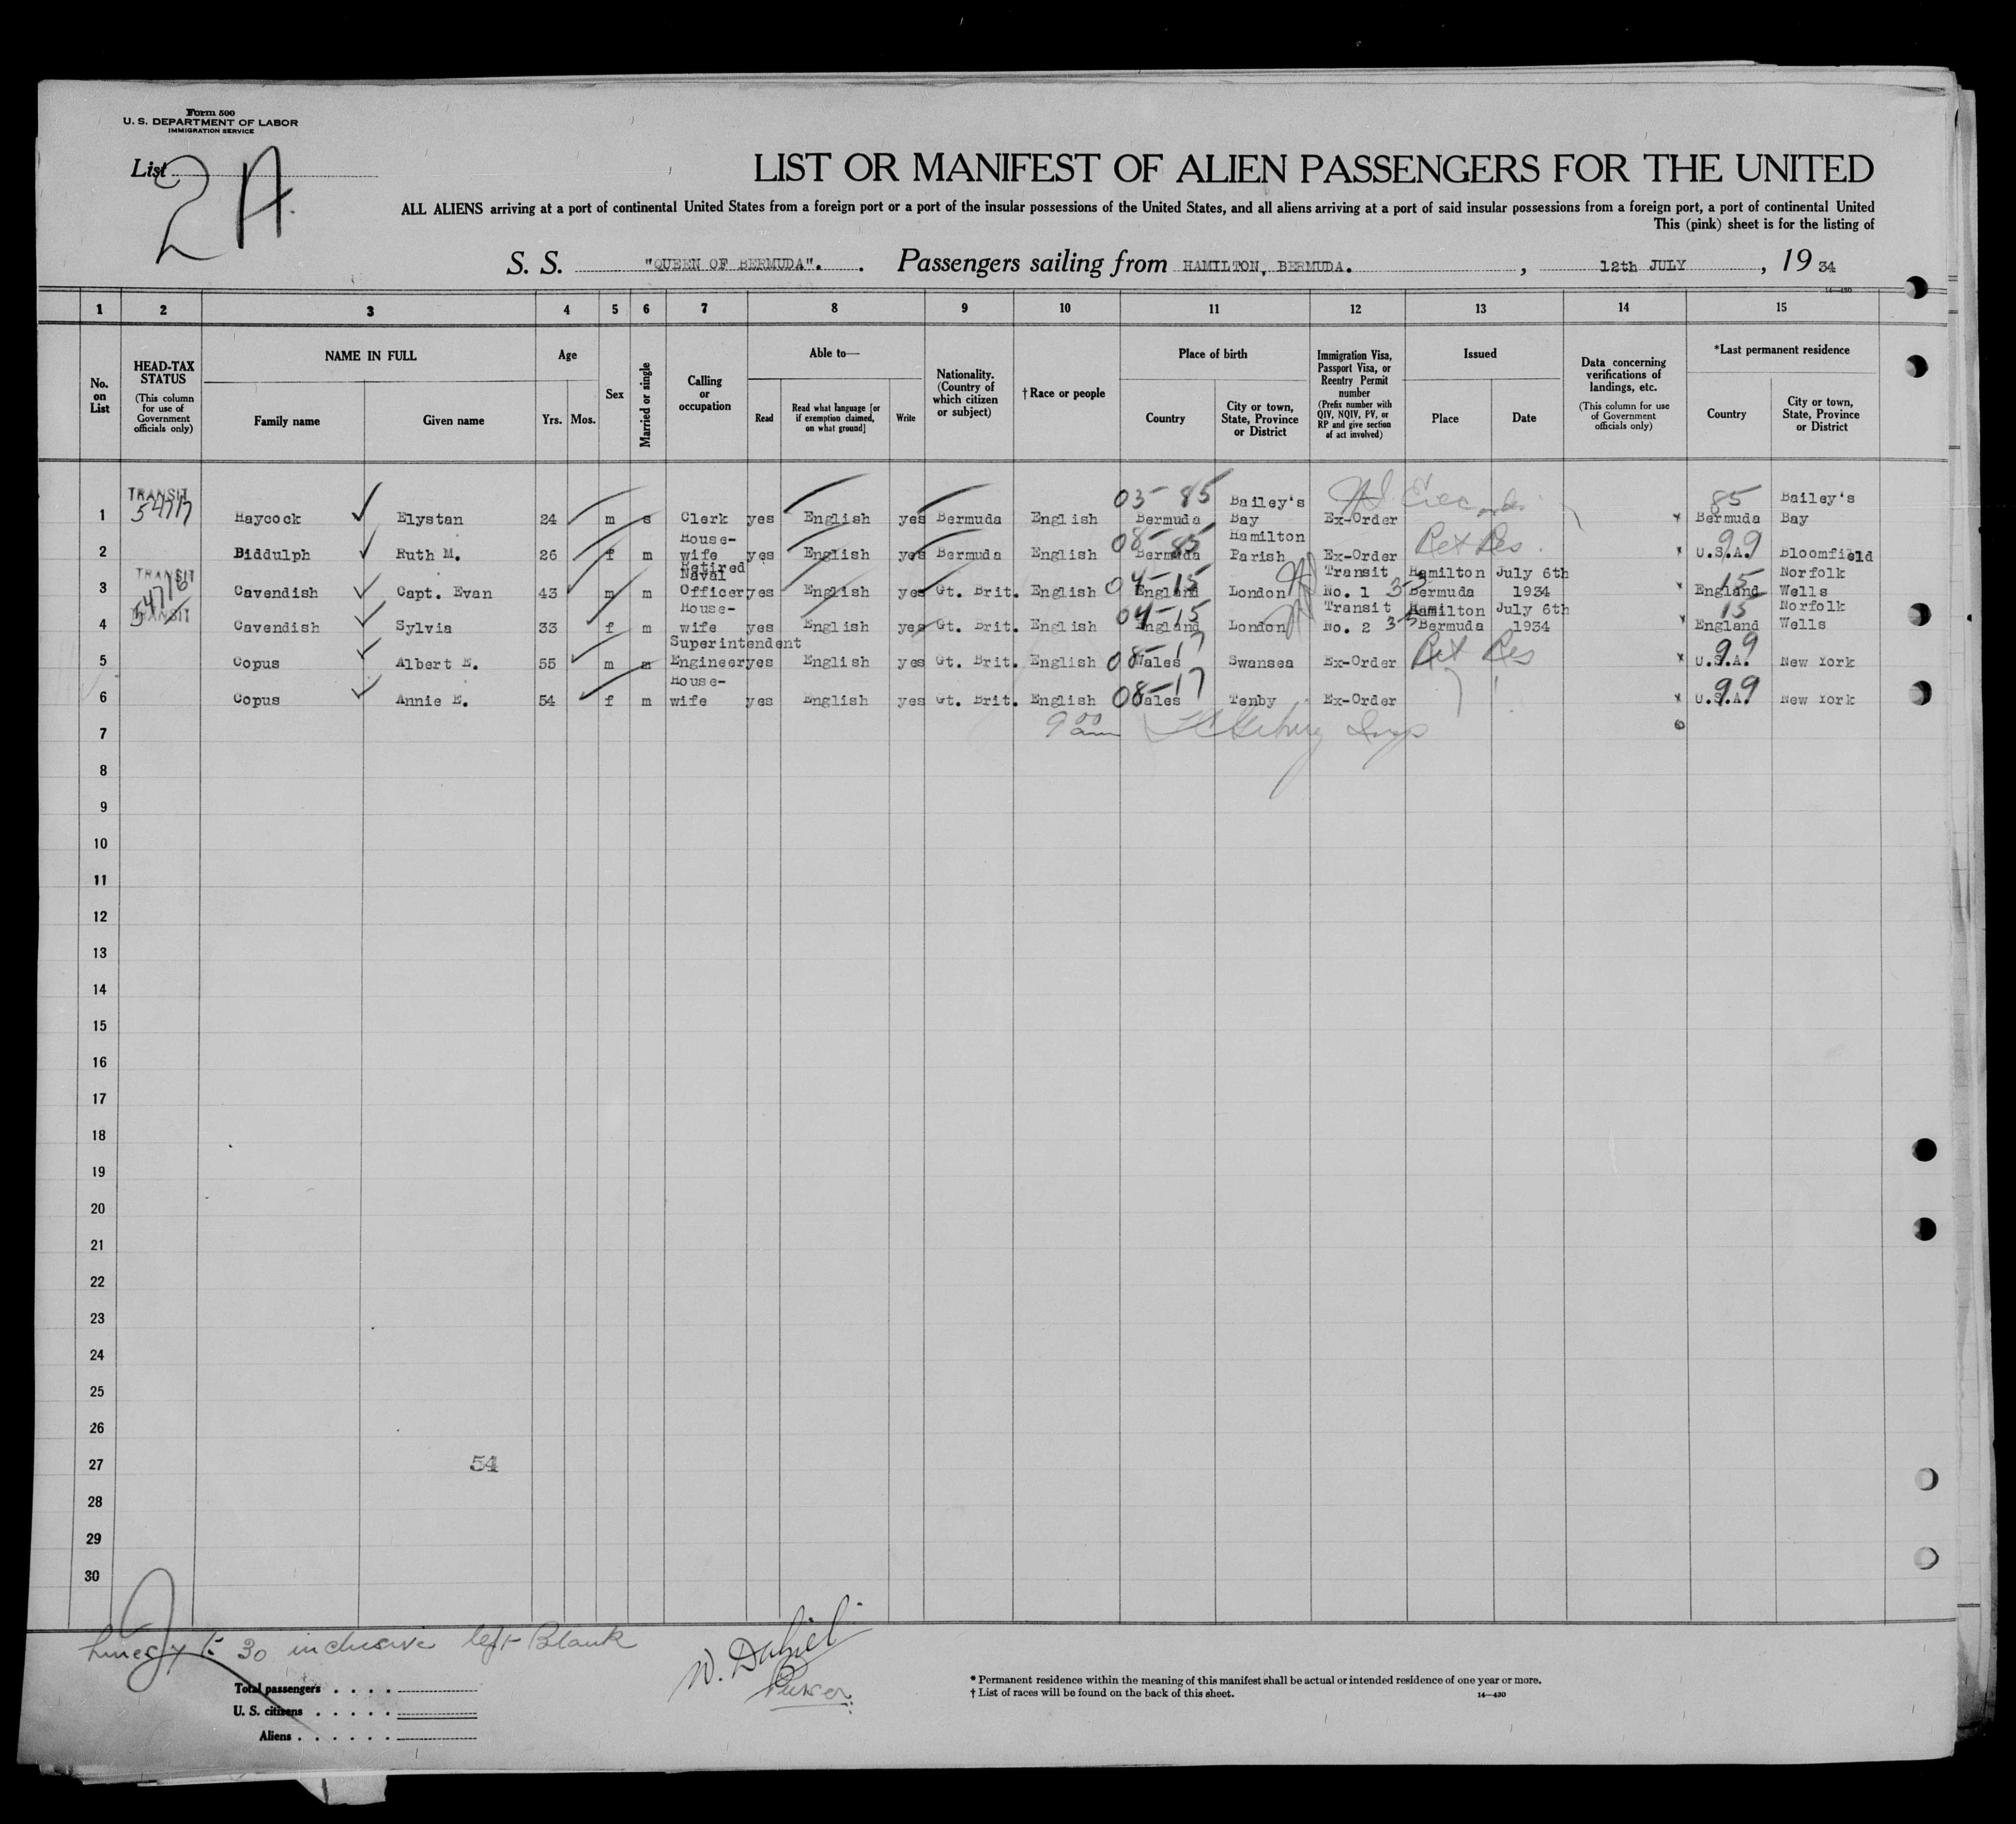 Form 500
U. S. DEPARTMENT OF LABOR
IMMIGRATION SERVICE
List 2 A
LIST OR MANIFEST OF ALIEN PASSENGERS FOR THE UNITED
ALL ALIENS arriving at a port of continental United States from a foreign port or a port of the insular possessions of the United States, and all aliens arriving at a port of said insular possessions from a foreign port, a port of continental United
This (pink) sheet is for the listing of
S. S. "QUEEN OF BERMUDA". Passengers sailing from HAMILTON, BERMUDA. , 12th JULY , 19 34
14—430
1 2 3 4 5 6 7 8 9 10 11 12 13 14 15
No. on List
HEAD-TAX STATUS (This column for use of Government officials only)
NAME IN FULL
Family name Given name
Age
Yrs. Mos.
Sex
Married or single
Calling or occupation
Able to—
Read Read what language [or if exemption claimed, on what ground] Write
Nationality. (Country of which citizen or subject)
†Race or people
Place of birth
Country City or town, State, Province or District
Immigration Visa, Passport Visa, or Reentry Permit number (Prefix number with QIV, NQIV, PV, or RP and give section of act involved)
Issued
Place Date
Data concerning verifications of landings, etc. (This column for use of Government officials only)
*Last permanent residence
Country City or town, State, Province or District
1 TRANSIT 54717 Haycock Elystan 24 m s Clerk yes English yes Bermuda English 03-85 Bermuda Bailey's Bay Ex-Order x 85 Bermuda Bailey's Bay
2 Biddulph Ruth M. 26 f m House-wife yes English yes Bermuda English 08-85 Bermuda Hamilton Parish Ex-Order Ret Res. x 99 U.S.A. Bloomfield
3 TRANSIT 54716 Cavendish Capt. Evan 43 m m Retired Naval Officer yes English yes Gt. Brit. English 04-15 England London Transit No. 1 35 Hamilton Bermuda July 6th 1934 x 15 England Norfolk Wells
4 TRANSIT Cavendish Sylvia 33 f m House-wife yes English yes Gt. Brit. English 04-15 England London Transit No. 2 35 Hamilton Bermuda July 6th 1934 x 15 England Norfolk Wells
5 Copus Albert E. 55 m m Superintendent Engineer yes English yes Gt. Brit. English 08-17 Wales Swansea Ex-Order Ret Res x 99 U.S.A. New York
6 Copus Annie E. 54 f m House-wife yes English yes Gt. Brit. English 08-17 Wales Tenby Ex-Order x 99 U.S.A. New York
7 9 00 am
8
9
10
11
12
13
14
15
16
17
18
19
20
21
22
23
24
25
26
27 54
28
29
30
Lines 7 to 30 inclusive left Blank
W. Daniel
Purser
Total passengers
U. S. citizens
Aliens
* Permanent residence within the meaning of this manifest shall be actual or intended residence of one year or more.
† List of races will be found on the back of this sheet.
14—430